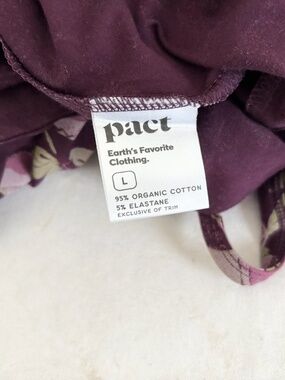 pact
Earth's Favorite
Clothing.
L
95% ORGANIC COTTON
5% ELASTANE
EXCLUSIVE OF TRIM